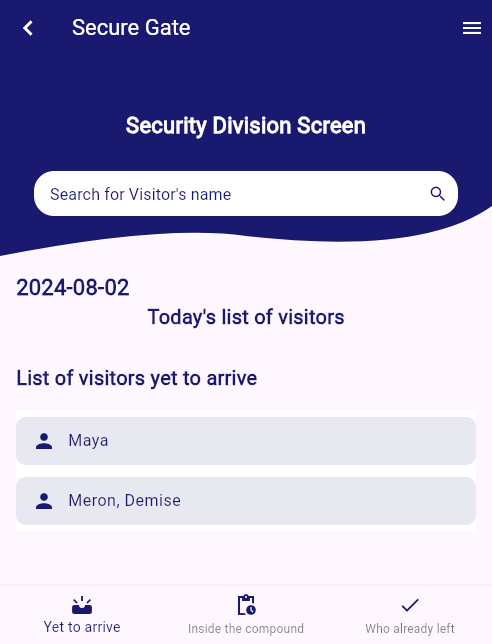 Secure Gate
Security Division Screen
Search for Visitor's name
2024-08-02
Today's list of visitors
List of visitors yet to arrive
Maya
Meron, Demise
Yet to arrive
Inside the compound
Who already left